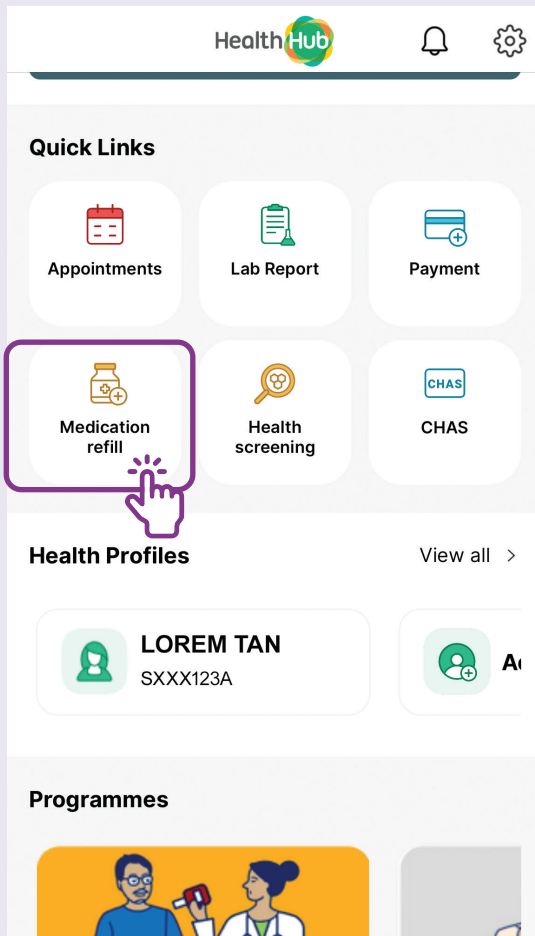 HealthHub
Quick Links
Appointments
Lab Report
Payment
Medication
refill
Health
screening
CHAS
CHAS
Health Profiles
View all
LOREM TAN
SXXX123A
Programmes